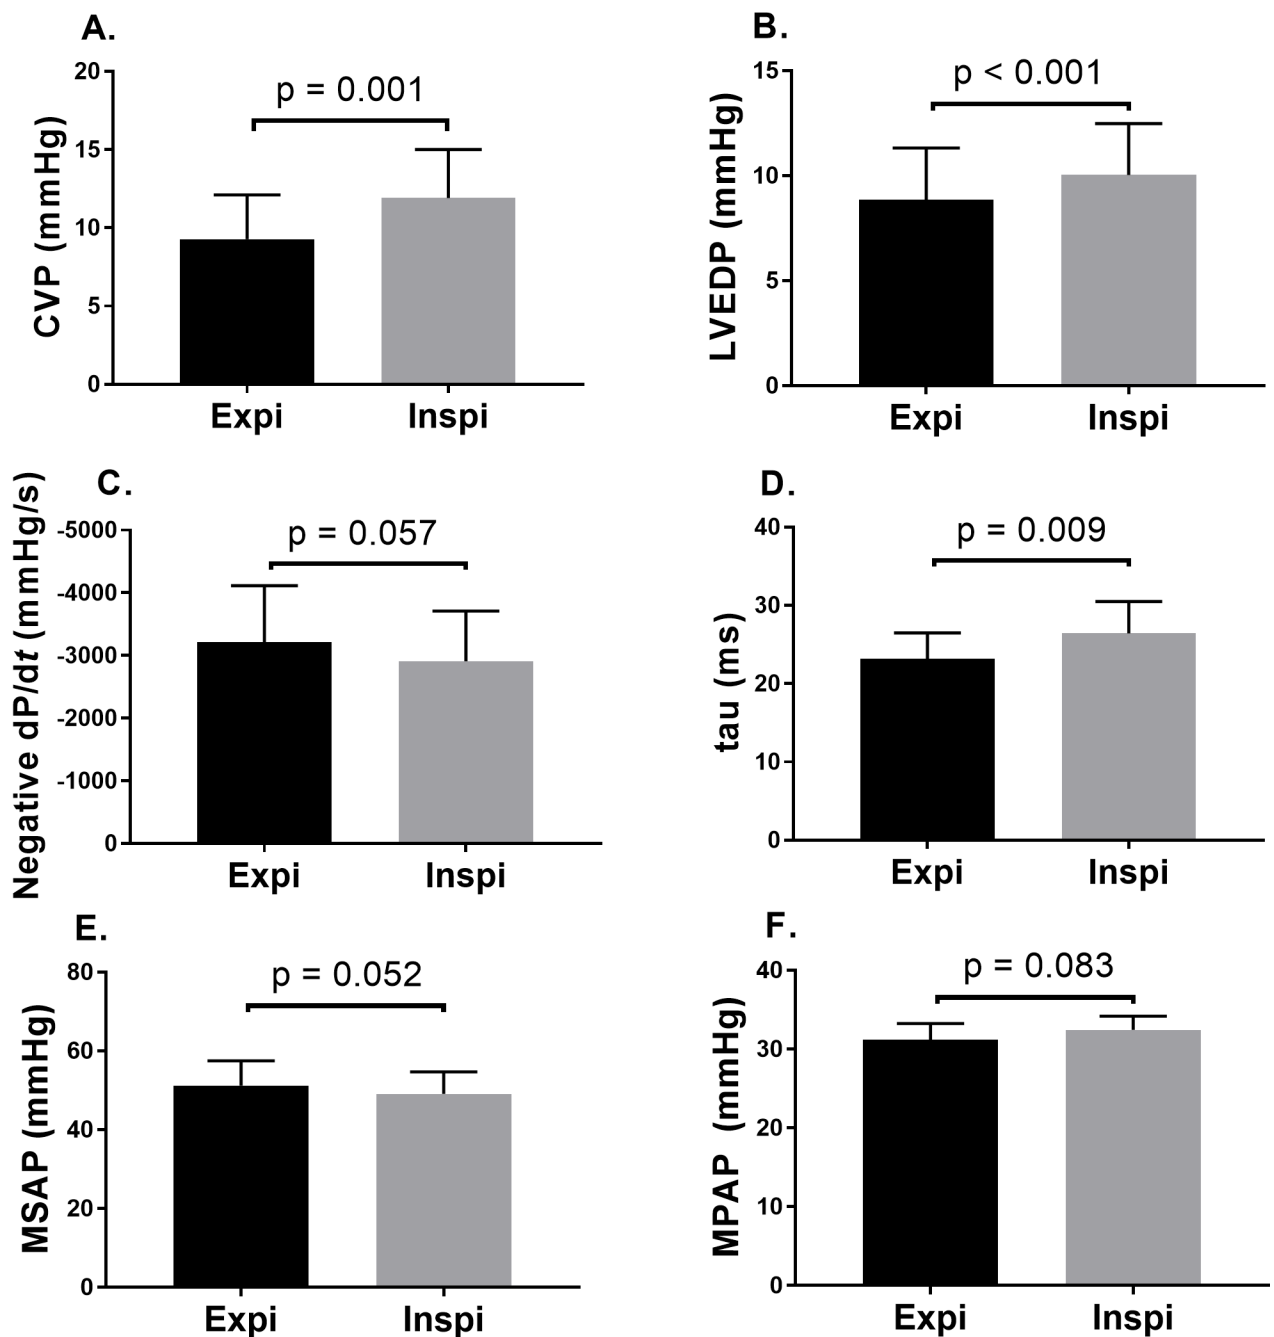 A.
CVP (mmHg)
20
15
10
5
0
p = 0.001
Expi
Inspi
B.
LVEDP (mmHg)
15
10
5
0
p < 0.001
Expi
Inspi
C.
Negative dP/dt (mmHg/s)
-5000
-4000
-3000
-2000
-1000
0
p = 0.057
Expi
Inspi
D.
tau (ms)
40
30
20
10
0
p = 0.009
Expi
Inspi
E.
MSAP (mmHg)
80
60
40
20
0
p = 0.052
Expi
Inspi
F.
MPAP (mmHg)
40
30
20
10
0
p = 0.083
Expi
Inspi